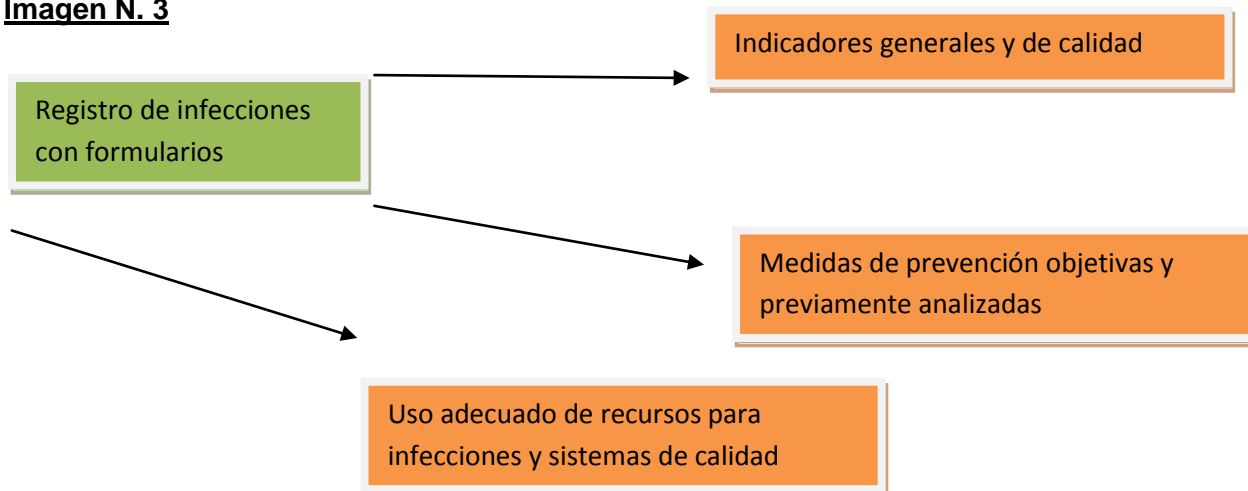 Imagen N. 3
Indicadores generales y de calidad
Registro de infecciones
con formularios
Medidas de prevención objetivas y
previamente analizadas
Uso adecuado de recursos para
infecciones y sistemas de calidad